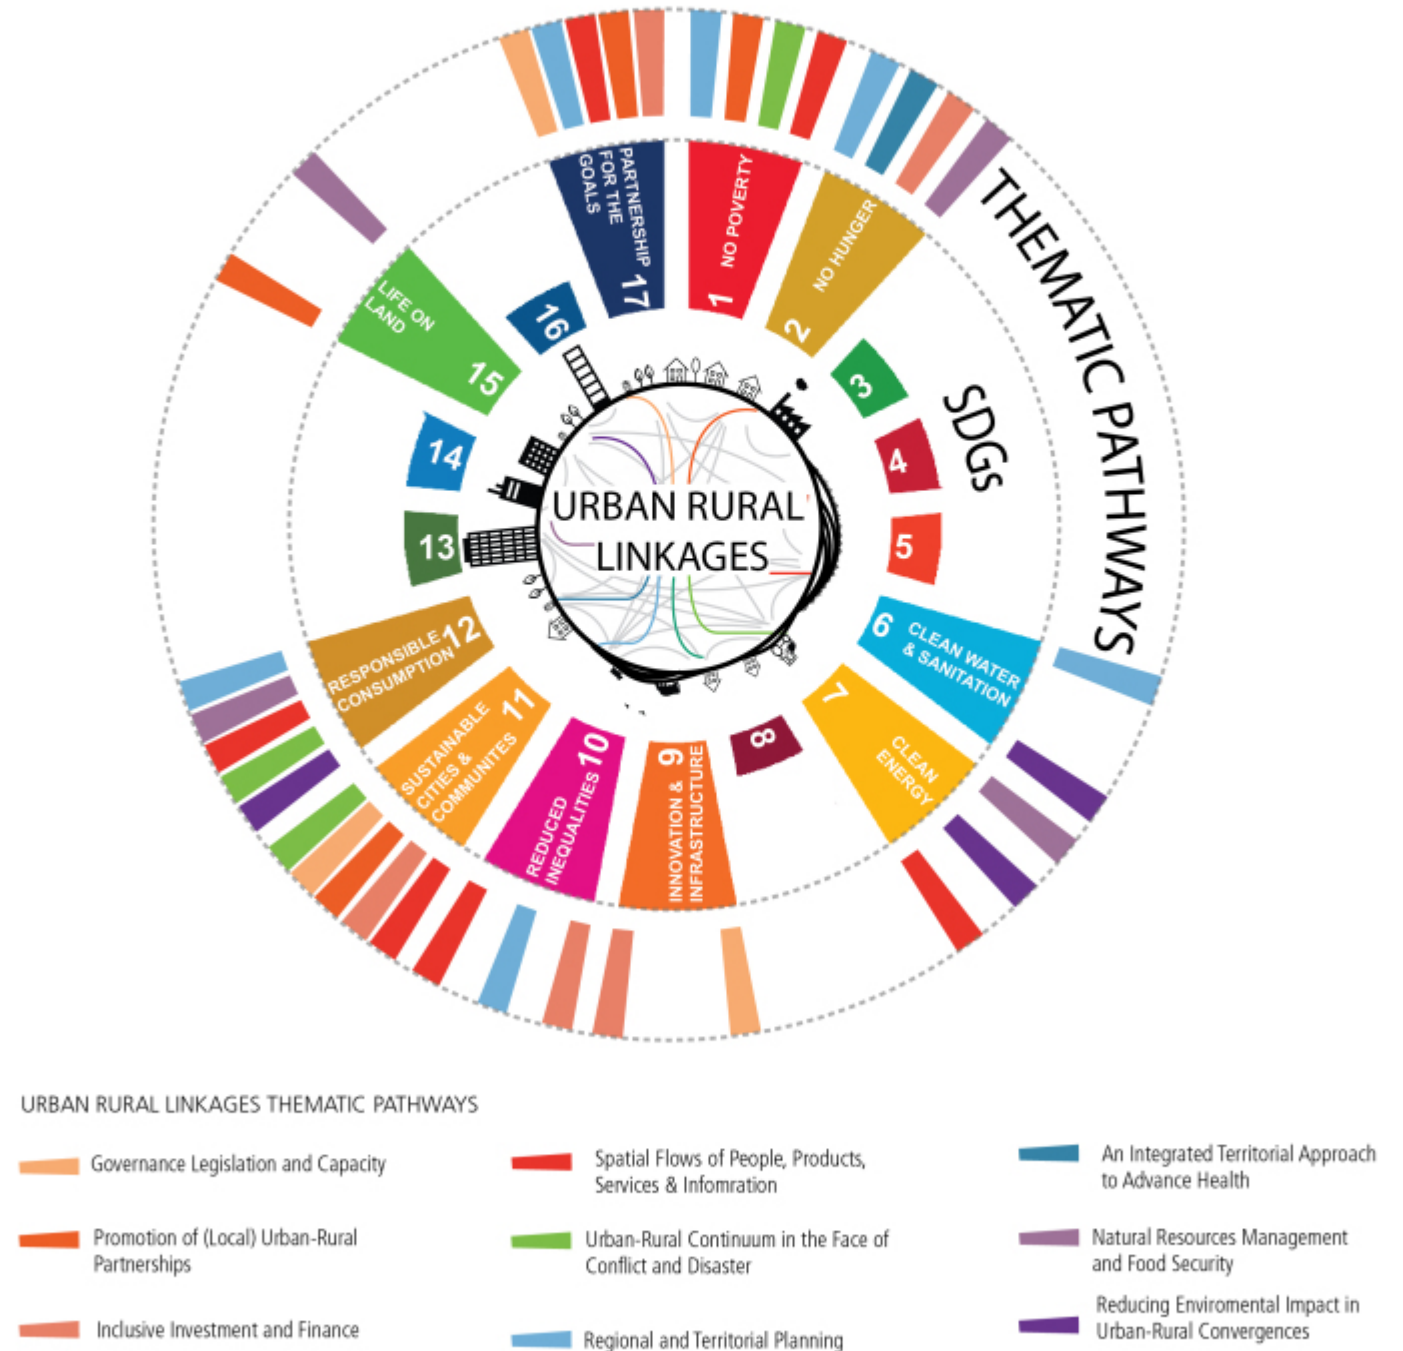 PARTNERSHIP
FOR THE
GOALS
17
NO POVERTY
1
NO HUNGER
2
3
4
5
6
CLEAN WATER
& SANITATION
7
CLEAN
ENERGY
8
9
INNOVATION &
INFRASTRUCTURE
10
REDUCED
INEQUALITIES
11
SUSTAINABLE
CITIES &
COMMUNITES
12
RESPONSIBLE
CONSUMPTION
13
14
15
LIFE ON
LAND
16
SDGs
THEMATIC PATHWAYS
URBAN RURAL
LINKAGES
URBAN RURAL LINKAGES THEMATIC PATHWAYS
Governance Legislation and Capacity
Promotion of (Local) Urban-Rural
Partnerships
Inclusive Investment and Finance
Spatial Flows of People, Products,
Services & Infomration
Urban-Rural Continuum in the Face of
Conflict and Disaster
Regional and Territorial Planning
An Integrated Territorial Approach
to Advance Health
Natural Resources Management
and Food Security
Reducing Enviromental Impact in
Urban-Rural Convergences